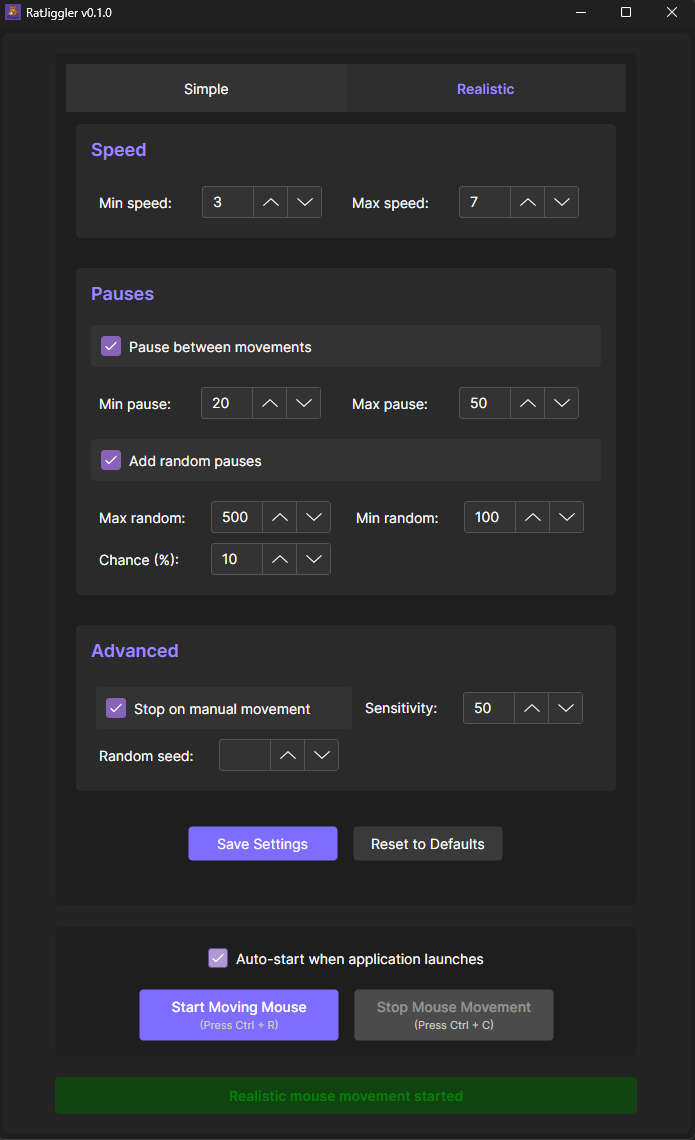 RatJiggler v0.1.0
Simple Realistic
Speed
Min speed: 3 Max speed: 7
Pauses
Pause between movements
Min pause: 20 Max pause: 50
Add random pauses
Max random: 500 Min random: 100
Chance (%): 10
Advanced
Stop on manual movement Sensitivity: 50
Random seed:
Save Settings Reset to Defaults
Auto-start when application launches
Start Moving Mouse Stop Mouse Movement
(Press Ctrl + R) (Press Ctrl + C)
Realistic mouse movement started